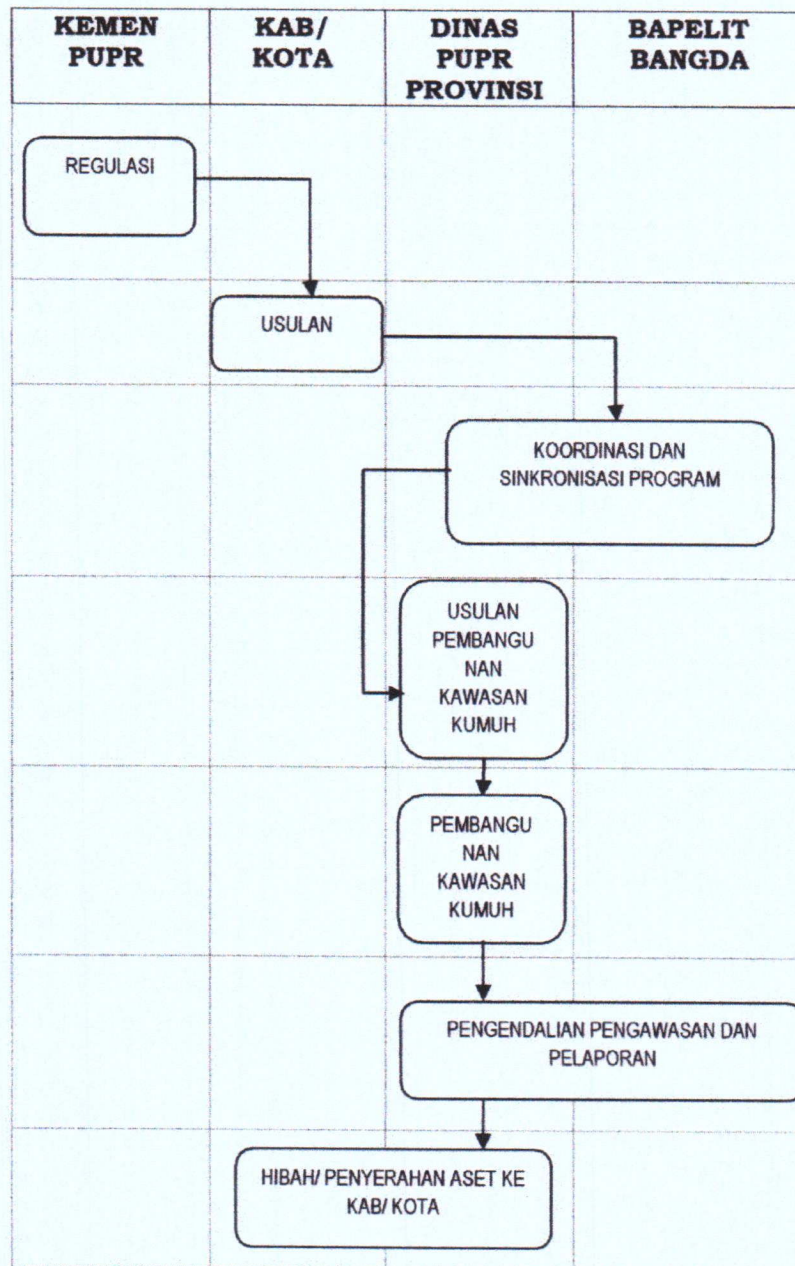 KEMEN
PUPR
KAB/
KOTA
DINAS
PUPR
PROVINSI
BAPELIT
BANGDA
REGULASI
USULAN
KOORDINASI DAN
SINKRONISASI PROGRAM
USULAN
PEMBANGU
NAN
KAWASAN
KUMUH
PEMBANGU
NAN
KAWASAN
KUMUH
PENGENDALIAN PENGAWASAN DAN
PELAPORAN
HIBAH/ PENYERAHAN ASET KE
KAB/ KOTA